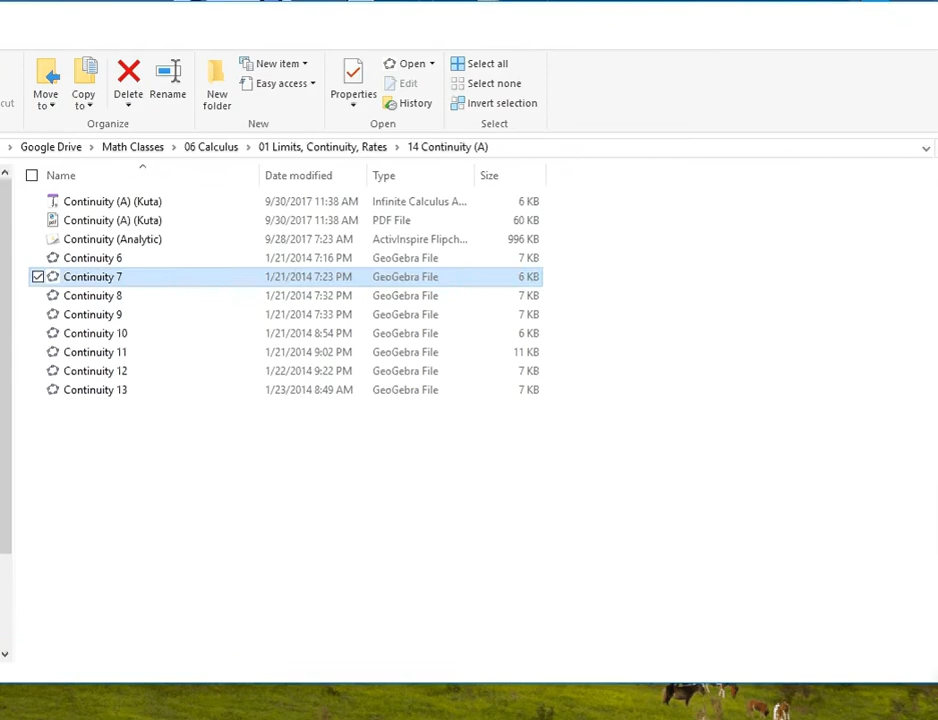 New item
Open
Select all
Easy access
Edit
Select none
cut
Move to
Copy to
Delete
Rename
New folder
Properties
History
Invert selection
Organize
New
Open
Select
Google Drive > Math Classes > 06 Calculus > 01 Limits, Continuity, Rates > 14 Continuity (A)
Name Date modified Type Size
Continuity (A) (Kuta) 9/30/2017 11:38 AM Infinite Calculus A... 6 KB
Continuity (A) (Kuta) 9/30/2017 11:38 AM PDF File 60 KB
Continuity (Analytic) 9/28/2017 7:23 AM ActivInspire Flipch... 996 KB
Continuity 6 1/21/2014 7:16 PM GeoGebra File 7 KB
Continuity 7 1/21/2014 7:23 PM GeoGebra File 6 KB
Continuity 8 1/21/2014 7:32 PM GeoGebra File 7 KB
Continuity 9 1/21/2014 7:33 PM GeoGebra File 7 KB
Continuity 10 1/21/2014 8:54 PM GeoGebra File 6 KB
Continuity 11 1/21/2014 9:02 PM GeoGebra File 11 KB
Continuity 12 1/22/2014 9:22 PM GeoGebra File 7 KB
Continuity 13 1/23/2014 8:49 AM GeoGebra File 7 KB